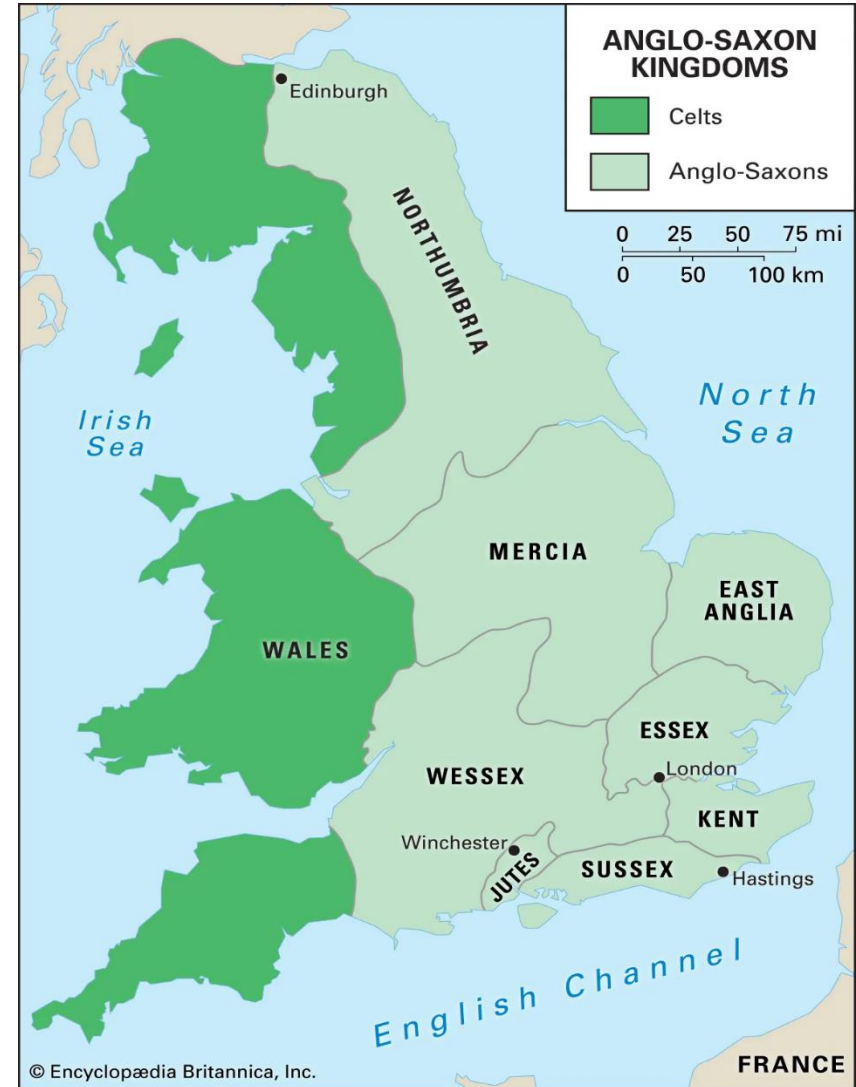 ANGLO-SAXON
KINGDOMS
Celts
Anglo-Saxons
0 25 50 75 mi
0 50 100 km
Edinburgh
NORTHUMBRIA
North
Sea
Irish
Sea
MERCIA
EAST
ANGLIA
WALES
ESSEX
London
WESSEX
KENT
Winchester
JUTES
SUSSEX
Hastings
English Channel
FRANCE
© Encyclopædia Britannica, Inc.